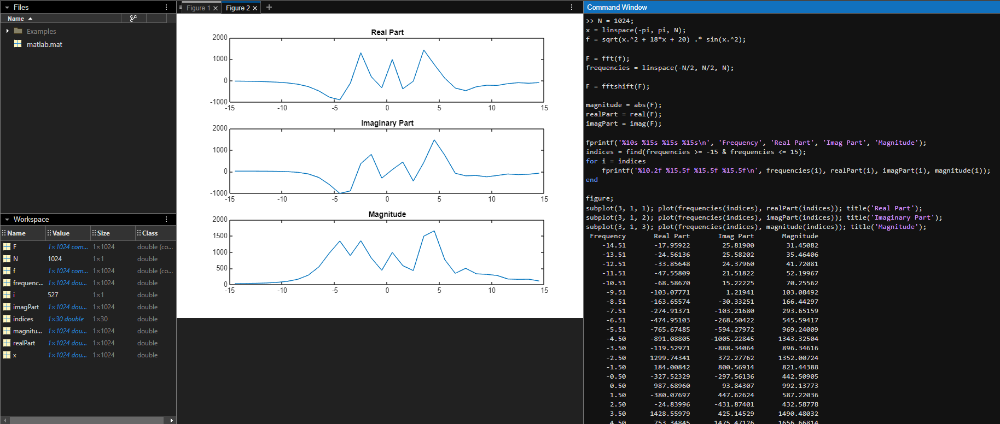 Files
Name
Examples
matlab.mat
Workspace
Name Value Size Class
F 1×1024 com... 1×1024 double (co...
N 1024 1×1 double
f 1×1024 com... 1×1024 double (co...
frequenc... 1×1024 dou... 1×1024 double
i 527 1×1 double
imagPart 1×1024 dou... 1×1024 double
indices 1×30 double 1×30 double
magnitu... 1×1024 dou... 1×1024 double
realPart 1×1024 dou... 1×1024 double
x 1×1024 dou... 1×1024 double
Figure 1 Figure 2
Real Part
2000
1000
0
-1000
-15 -10 -5 0 5 10 15
Imaginary Part
2000
1000
0
-1000
-15 -10 -5 0 5 10 15
Magnitude
2000
1500
1000
500
0
-15 -10 -5 0 5 10 15
Command Window
>> N = 1024;
x = linspace(-pi, pi, N);
f = sqrt(x.^2 + 18*x + 20) .* sin(x.^2);
F = fft(f);
frequencies = linspace(-N/2, N/2, N);
F = fftshift(F);
magnitude = abs(F);
realPart = real(F);
imagPart = imag(F);
fprintf('%10s %15s %15s %15s\n', 'Frequency', 'Real Part', 'Imag Part', 'Magnitude');
indices = find(frequencies >= -15 & frequencies <= 15);
for i = indices
fprintf('%10.2f %15.5f %15.5f %15.5f\n', frequencies(i), realPart(i), imagPart(i), magnitude(i));
end
figure;
subplot(3, 1, 1); plot(frequencies(indices), realPart(indices)); title('Real Part');
subplot(3, 1, 2); plot(frequencies(indices), imagPart(indices)); title('Imaginary Part');
subplot(3, 1, 3); plot(frequencies(indices), magnitude(indices)); title('Magnitude');
Frequency Real Part Imag Part Magnitude
-14.51 -17.95922 25.81900 31.45082
-13.51 -24.56136 25.58202 35.46406
-12.51 -33.85648 24.37960 41.72081
-11.51 -47.55809 21.51822 52.19967
-10.51 -68.58670 15.22225 70.25562
-9.51 -103.07771 1.21941 103.08492
-8.51 -163.65574 -30.33251 166.44297
-7.51 -274.91371 -103.21680 293.65159
-6.51 -474.95103 -268.50422 545.59417
-5.51 -765.67485 -594.27972 969.24009
-4.50 -891.08805 -1005.22845 1343.32504
-3.50 -119.52971 -888.34064 896.34616
-2.50 1299.74341 372.27762 1352.00724
-1.50 184.00842 800.56914 821.44388
-0.50 -327.52329 -297.56136 442.50905
0.50 987.68960 93.84307 992.13773
1.50 -380.07697 447.62624 587.22036
2.50 -24.83996 -431.87401 432.58778
3.50 1428.55979 425.14529 1490.48032
4.50 753.34845 1475.47126 1656.66814